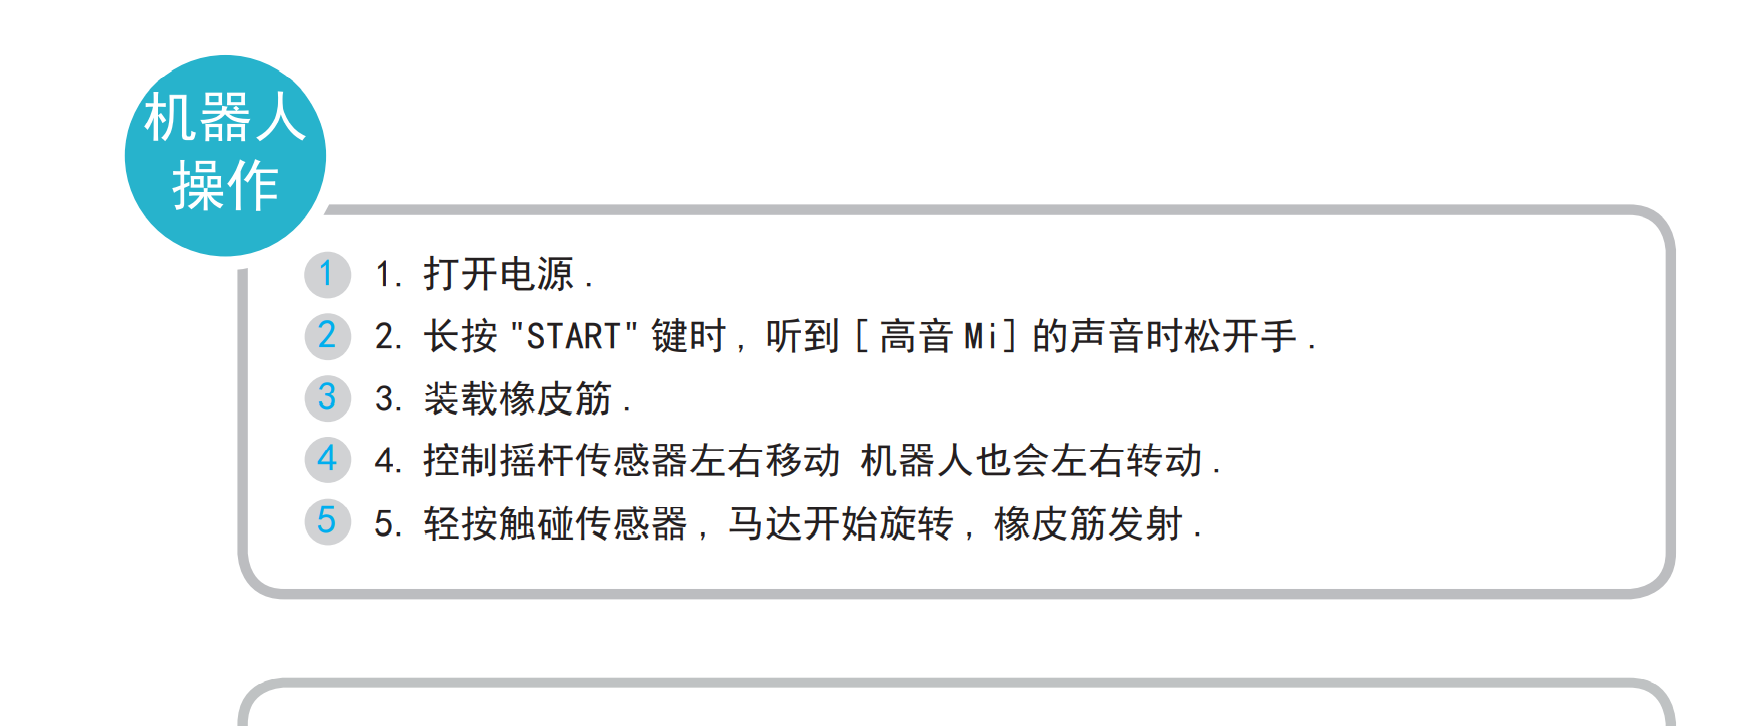 机器人
操作
1 1. 打开电源.
2 2. 长按 "START" 键时, 听到 [高音 Mi] 的声音时松开手.
3 3. 装载橡皮筋.
4 4. 控制摇杆传感器左右移动 机器人也会左右转动.
5 5. 轻按触碰传感器, 马达开始旋转, 橡皮筋发射.